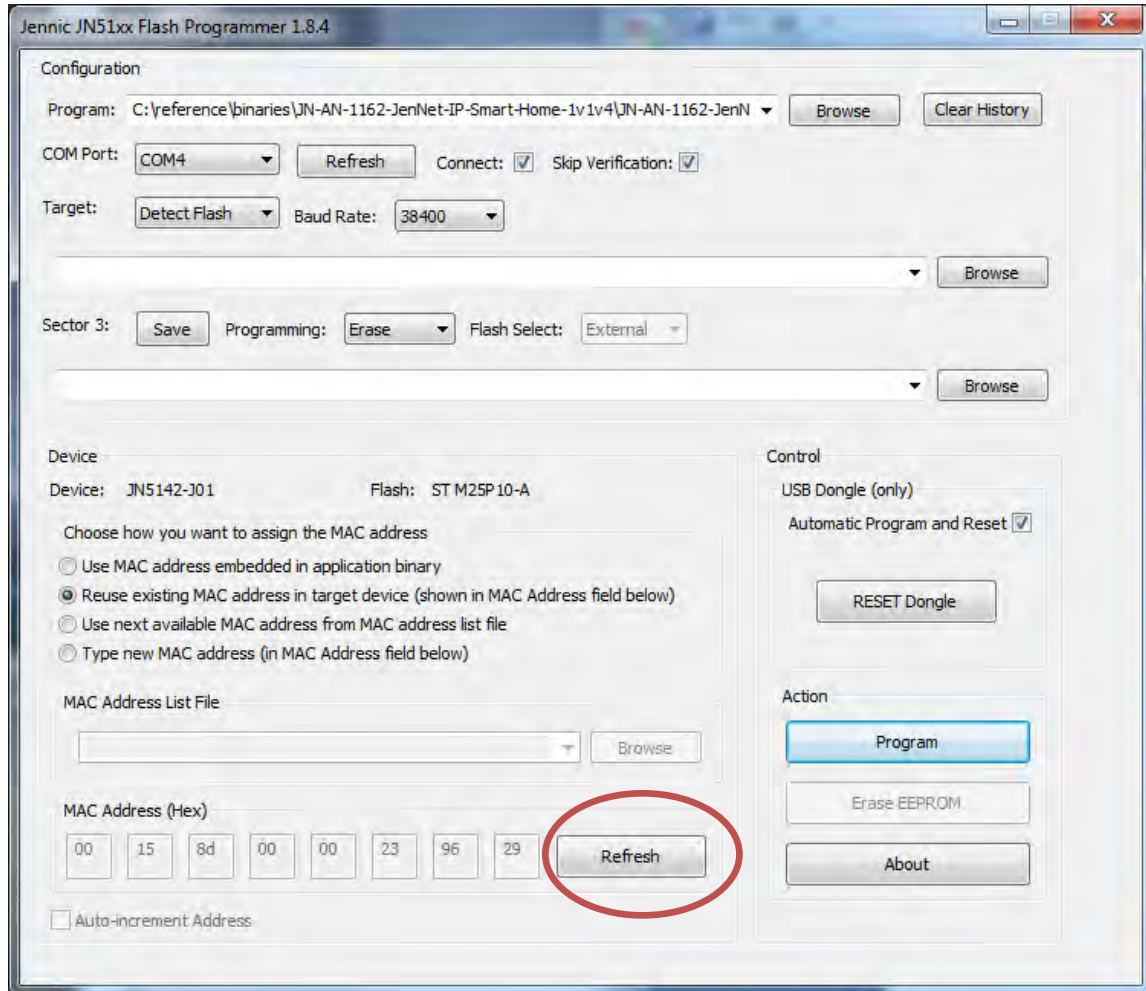 Jennic JN51xx Flash Programmer 1.8.4
Configuration
Program: C:\reference\binaries\JN-AN-1162-JenNet-IP-Smart-Home-1v1v4\JN-AN-1162-JenN Browse Clear History
COM Port: COM4 Refresh Connect: Skip Verification:
Target: Detect Flash Baud Rate: 38400
Browse
Sector 3: Save Programming: Erase Flash Select: External
Browse
Device
Device: JN5142-J01 Flash: ST M25P10-A
Choose how you want to assign the MAC address
Use MAC address embedded in application binary
Reuse existing MAC address in target device (shown in MAC Address field below)
Use next available MAC address from MAC address list file
Type new MAC address (in MAC Address field below)
MAC Address List File
Browse
MAC Address (Hex)
00 15 8d 00 00 23 96 29 Refresh
Auto-increment Address
Control
USB Dongle (only)
Automatic Program and Reset
RESET Dongle
Action
Program
Erase EEPROM
About